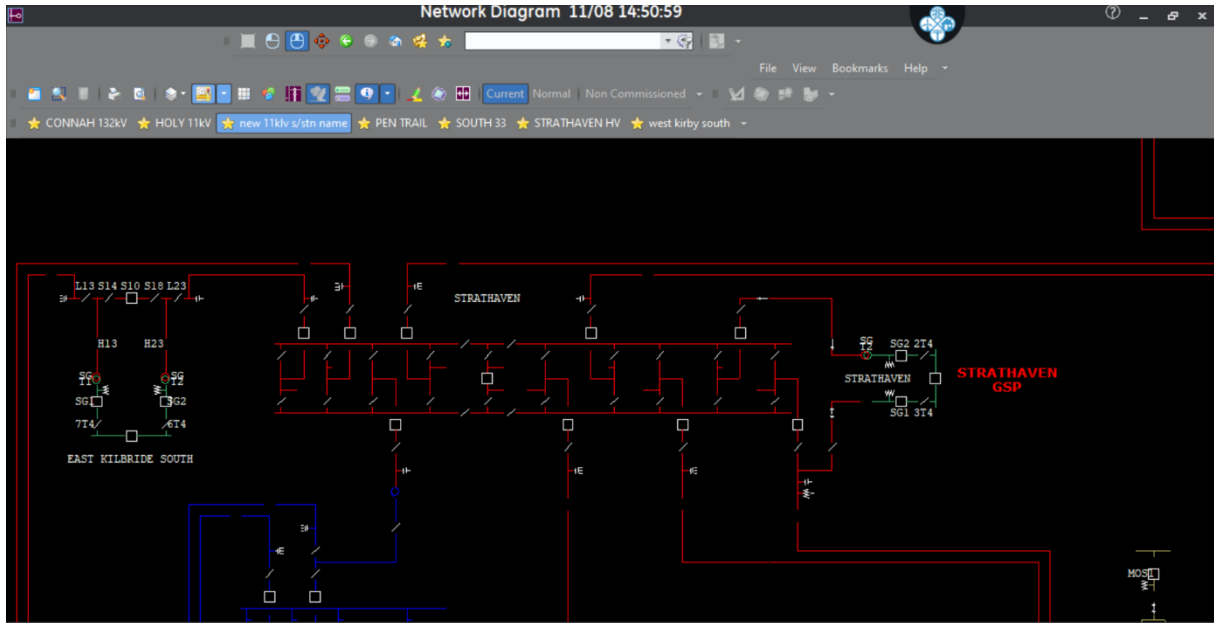 Network Diagram 11/08 14:50:59
File View Bookmarks Help
Current Normal Non Commissioned
CONNAH 132kV HOLY 11kV new 11klv s/stn name PEN TRAIL SOUTH 33 STRATHAVEN HV west kirby south
L13 S14 S10 S18 L23
STRATHAVEN
H13 H23
SG T2 SG2 2T4
STRATHAVEN
STRATHAVEN
GSP
SG T1 SG T2
SG1 SG2
SG1 3T4
7T4 6T4
EAST KILBRIDE SOUTH
MOS1